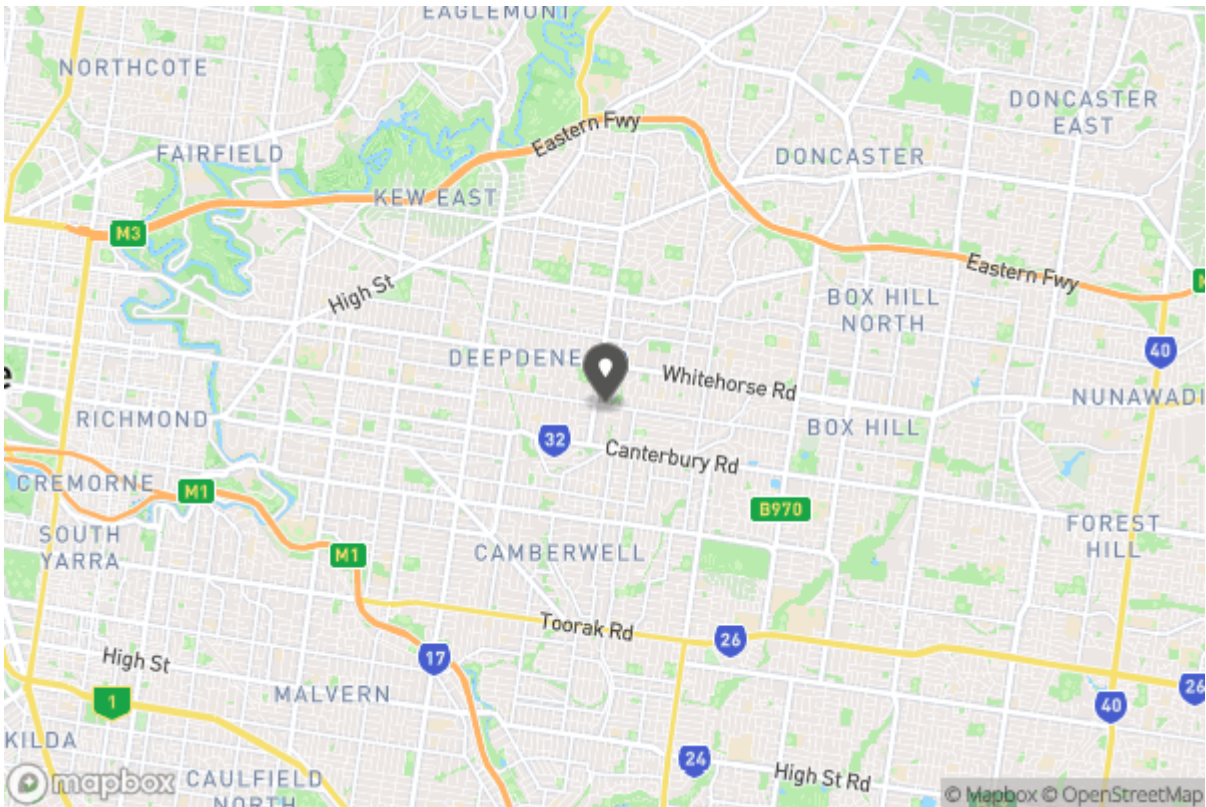 EAGLEMONT
NORTHCOTE
DONCASTER
EAST
Eastern Fwy
FAIRFIELD
DONCASTER
KEW EAST
M3
Eastern Fwy
High St
BOX HILL
NORTH
40
DEEPDENE
Whitehorse Rd
NUNAWADI
RICHMOND
BOX HILL
32
Canterbury Rd
CREMORNE
M1
B970
SOUTH
YARRA
FOREST
HILL
M1
CAMBERWELL
Toorak Rd
26
High St
17
MALVERN
26
1
40
KILDA
24
High St Rd
mapbox
CAULFIELD
NORTH
© Mapbox © OpenStreetMap